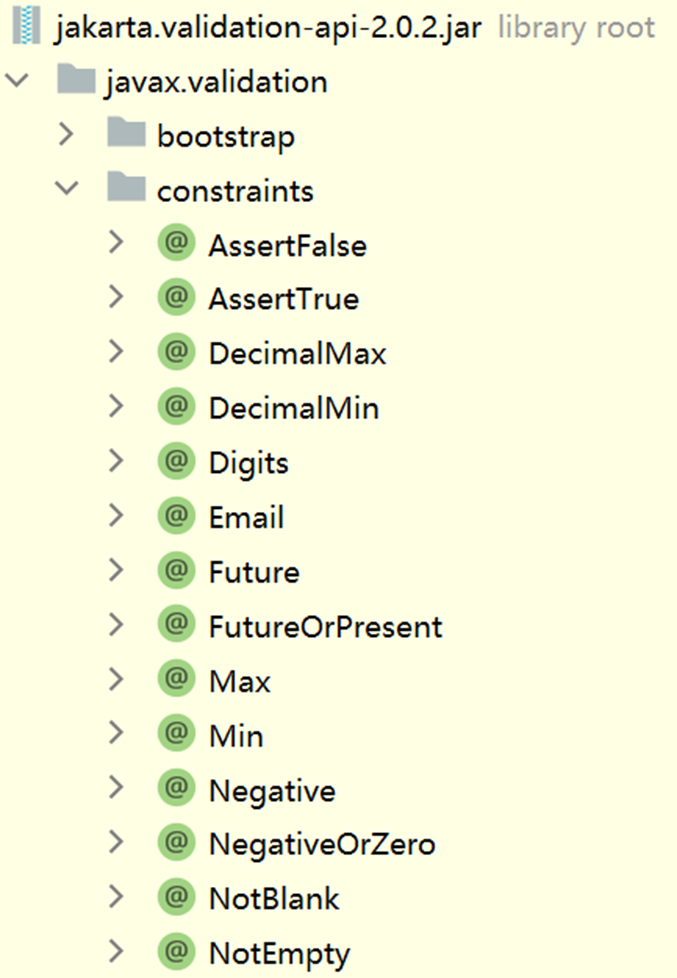 jakarta.validation-api-2.0.2.jar library root
javax.validation
bootstrap
constraints
@ AssertFalse
@ AssertTrue
@ DecimalMax
@ DecimalMin
@ Digits
@ Email
@ Future
@ FutureOrPresent
@ Max
@ Min
@ Negative
@ NegativeOrZero
@ NotBlank
@ NotEmpty